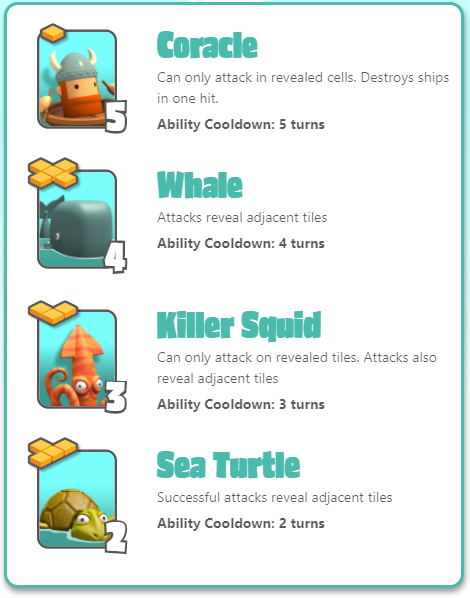 Coracle
Can only attack in revealed cells. Destroys ships
in one hit.
Ability Cooldown: 5 turns
5
Whale
Attacks reveal adjacent tiles
Ability Cooldown: 4 turns
4
Killer Squid
Can only attack on revealed tiles. Attacks also
reveal adjacent tiles
Ability Cooldown: 3 turns
3
Sea Turtle
Successful attacks reveal adjacent tiles
Ability Cooldown: 2 turns
2